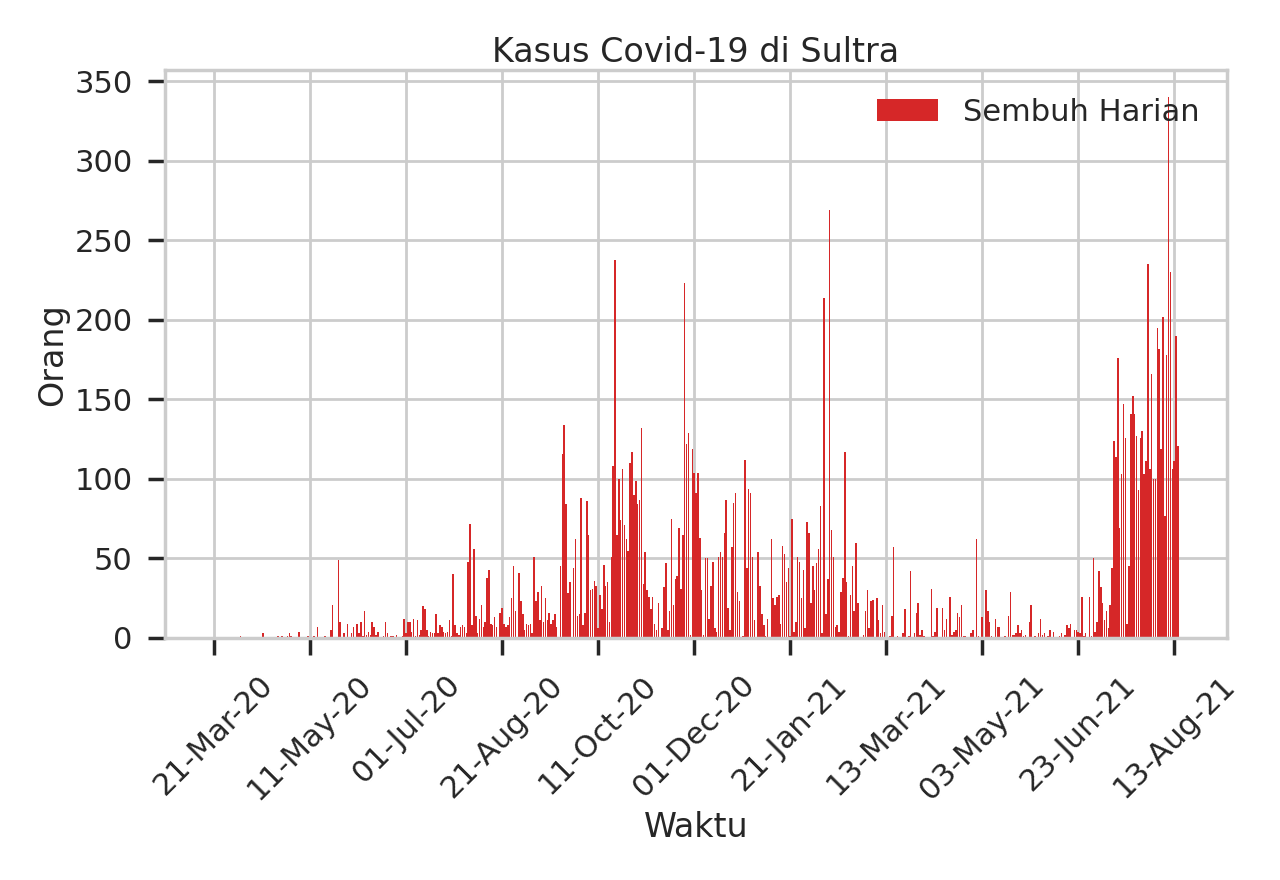 Kasus Covid-19 di Sultra
Sembuh Harian
Orang
350
300
250
200
150
100
50
0
21-Mar-20
11-May-20
01-Jul-20
21-Aug-20
11-Oct-20
01-Dec-20
21-Jan-21
13-Mar-21
03-May-21
23-Jun-21
13-Aug-21
Waktu